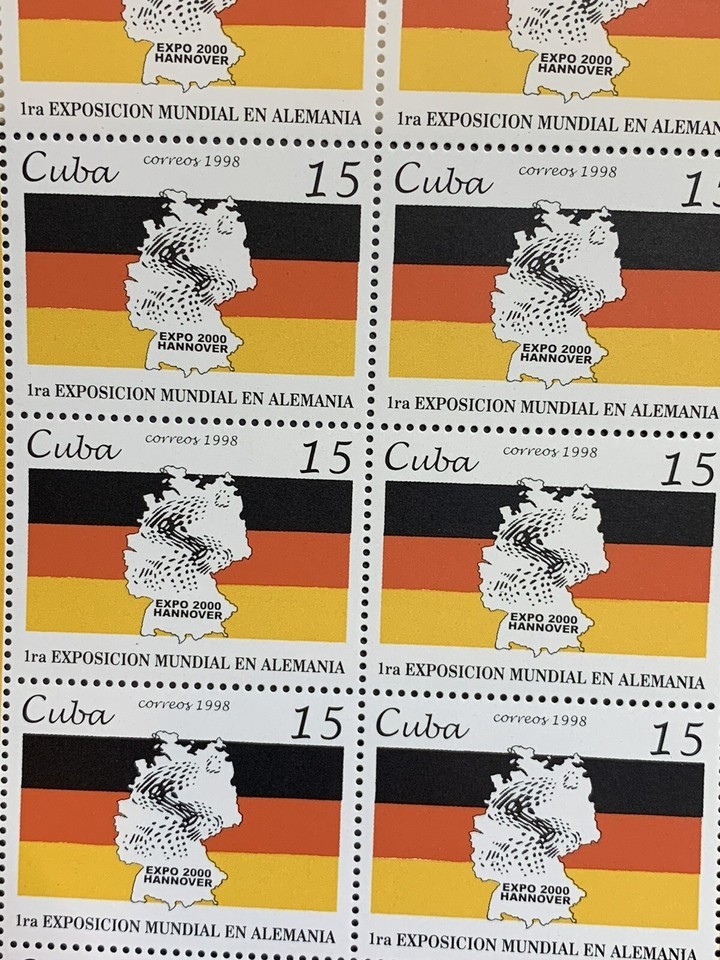 EXPO 2000
HANNOVER
1ra EXPOSICION MUNDIAL EN ALEMANIA
EXPO 2000
HANNOVER
1ra EXPOSICION MUNDIAL EN ALEMAN
Cuba correos 1998 15
EXPO 2000
HANNOVER
1ra EXPOSICION MUNDIAL EN ALEMANIA
Cuba correos 1998 15
EXPO 2000
HANNOVER
1ra EXPOSICION MUNDIAL EN ALEMANIA
Cuba correos 1998 15
EXPO 2000
HANNOVER
1ra EXPOSICION MUNDIAL EN ALEMANIA
Cuba correos 1998 15
EXPO 2000
HANNOVER
1ra EXPOSICION MUNDIAL EN ALEMANIA
Cuba correos 1998 15
EXPO 2000
HANNOVER
1ra EXPOSICION MUNDIAL EN ALEMANIA
Cuba correos 1998 15
EXPO 2000
HANNOVER
1ra EXPOSICION MUNDIAL EN ALEMANIA